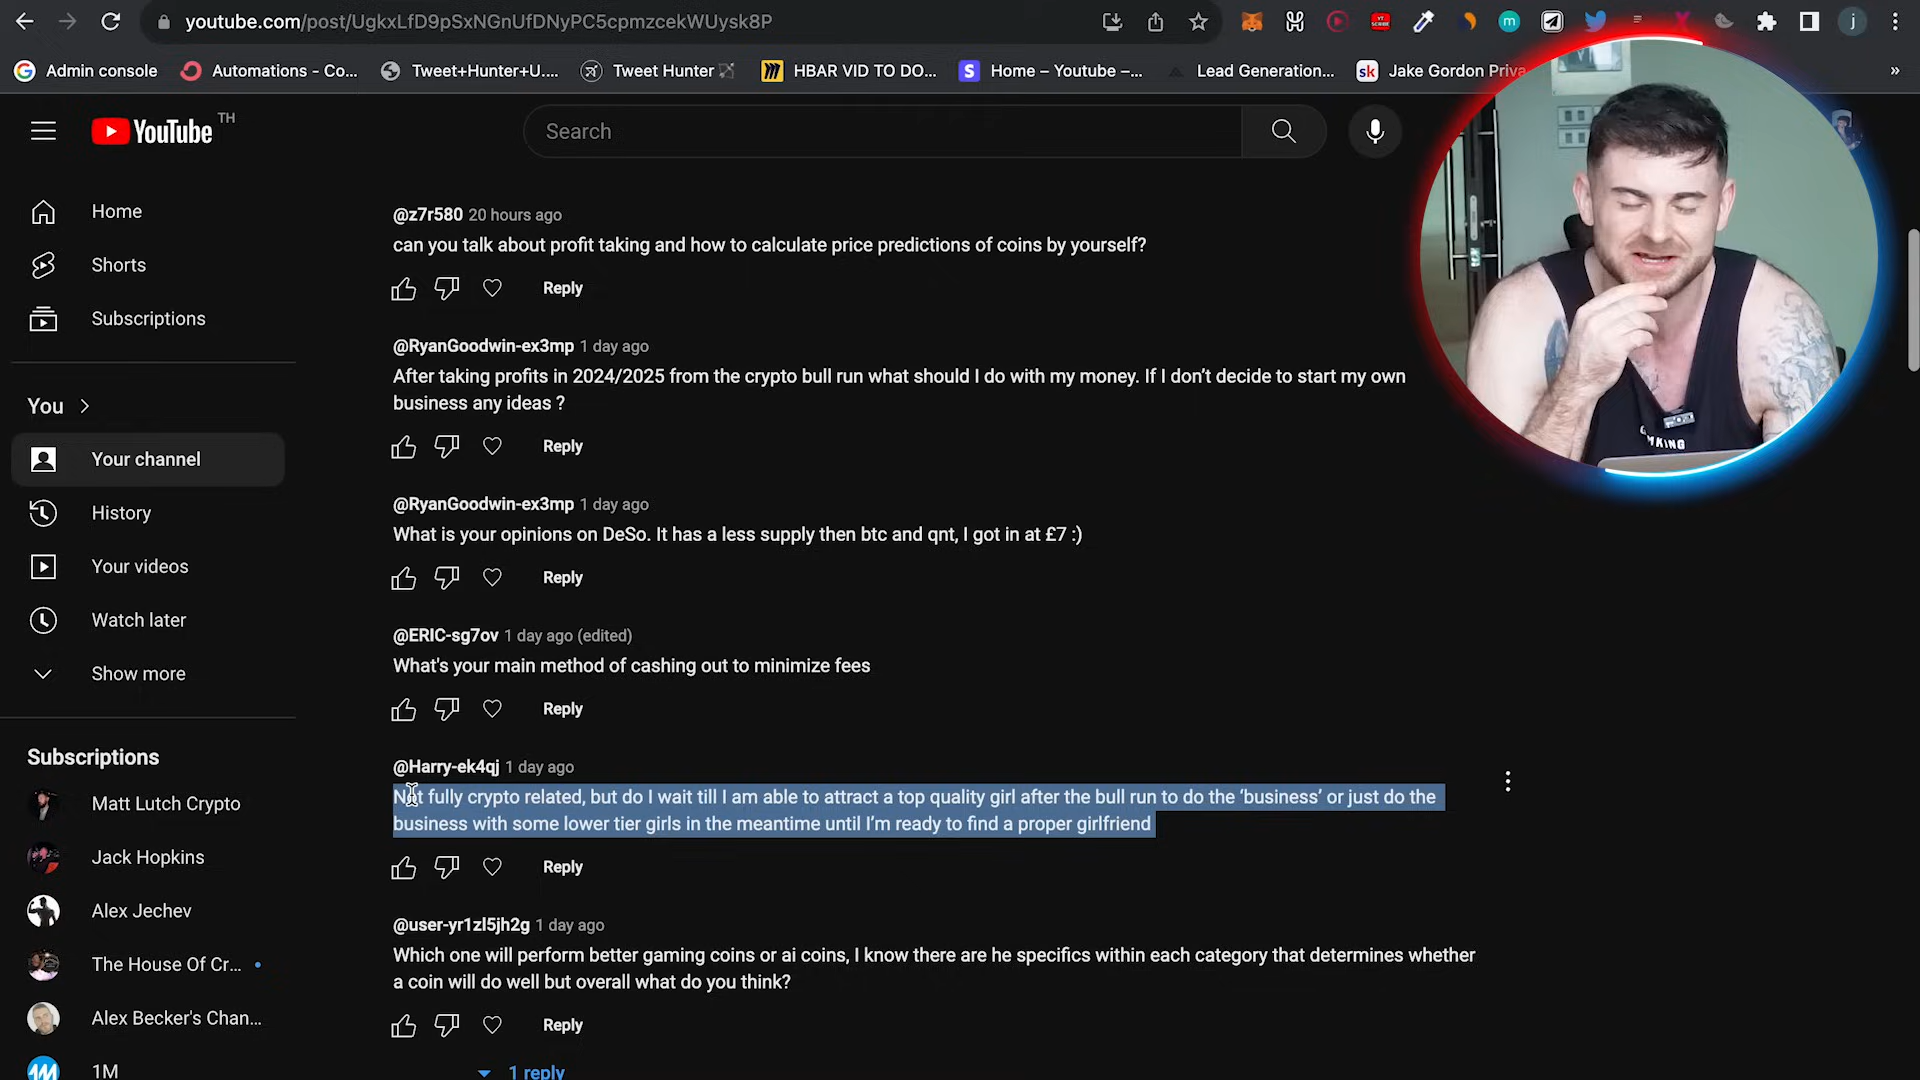 youtube.com/post/UgkxLfD9pSxNGnUfDNyPC5cpmzcekWUysk8P
Admin console
Automations - Co...
Tweet+Hunter+U....
Tweet Hunter
HBAR VID TO DO...
Home – Youtube –...
Lead Generation...
Jake Gordon Priva
»
YouTube TH
Search
Home
Shorts
Subscriptions
You
Your channel
History
Your videos
Watch later
Show more
Subscriptions
Matt Lutch Crypto
Jack Hopkins
Alex Jechev
The House Of Cr...
Alex Becker's Chan...
1M
@z7r580 20 hours ago
can you talk about profit taking and how to calculate price predictions of coins by yourself?
Reply
@RyanGoodwin-ex3mp 1 day ago
After taking profits in 2024/2025 from the crypto bull run what should I do with my money. If I don’t decide to start my own
business any ideas ?
Reply
@RyanGoodwin-ex3mp 1 day ago
What is your opinions on DeSo. It has a less supply then btc and qnt, I got in at £7 :)
Reply
@ERIC-sg7ov 1 day ago (edited)
What's your main method of cashing out to minimize fees
Reply
@Harry-ek4qj 1 day ago
Not fully crypto related, but do I wait till I am able to attract a top quality girl after the bull run to do the ‘business’ or just do the
business with some lower tier girls in the meantime until I’m ready to find a proper girlfriend
Reply
@user-yr1zl5jh2g 1 day ago
Which one will perform better gaming coins or ai coins, I know there are he specifics within each category that determines whether
a coin will do well but overall what do you think?
Reply
1 reply